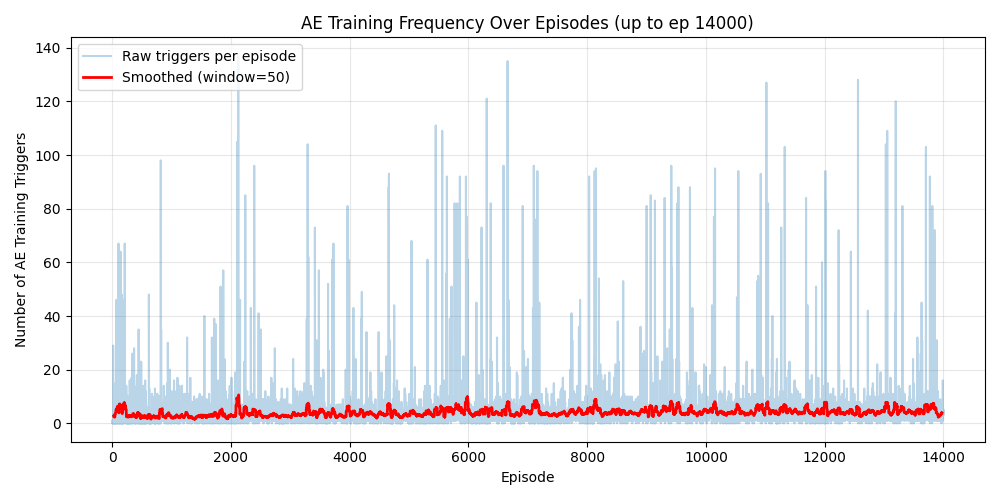 AE Training Frequency Over Episodes (up to ep 14000)
Raw triggers per episode
Smoothed (window=50)
Number of AE Training Triggers
140
120
100
80
60
40
20
0
0 2000 4000 6000 8000 10000 12000 14000
Episode